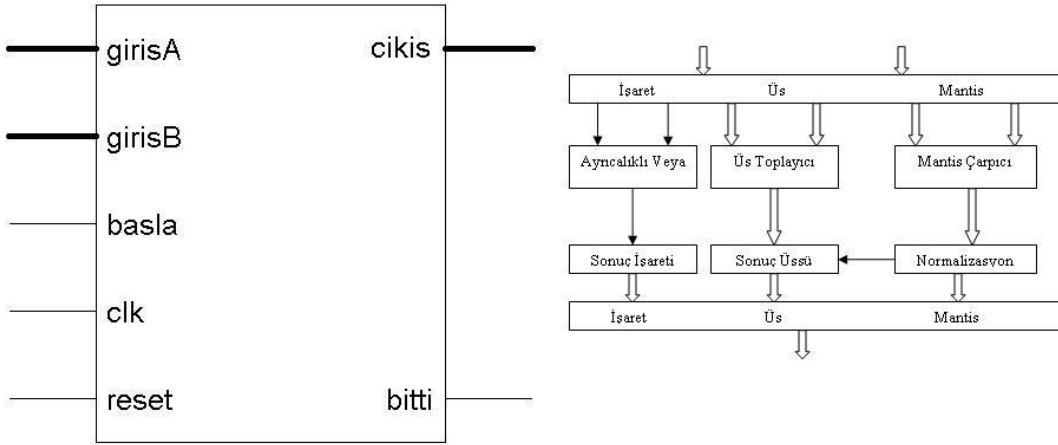 girisA
cikis
girisB
basla
clk
reset
bitti
İşaret Üs Mantis
Ayrıcalıklı Veya
Üs Toplayıcı
Mantis Çarpıcı
Sonuç İşareti
Sonuç Üssü
Normalizasyon
İşaret Üs Mantis